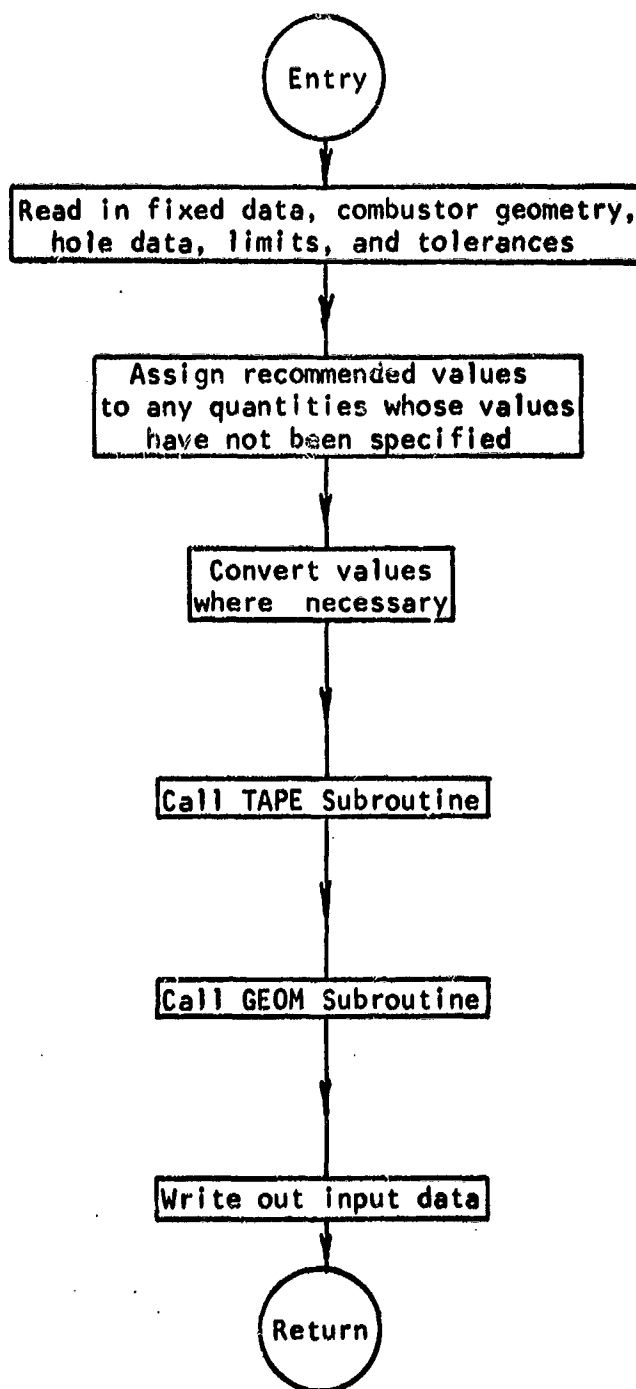 Entry
Read in fixed data, combustor geometry,
hole data, limits, and tolerances
Assign recommended values
to any quantities whose values
have not been specified
Convert values
where necessary
Call TAPE Subroutine
Call GEOM Subroutine
Write out input data
Return